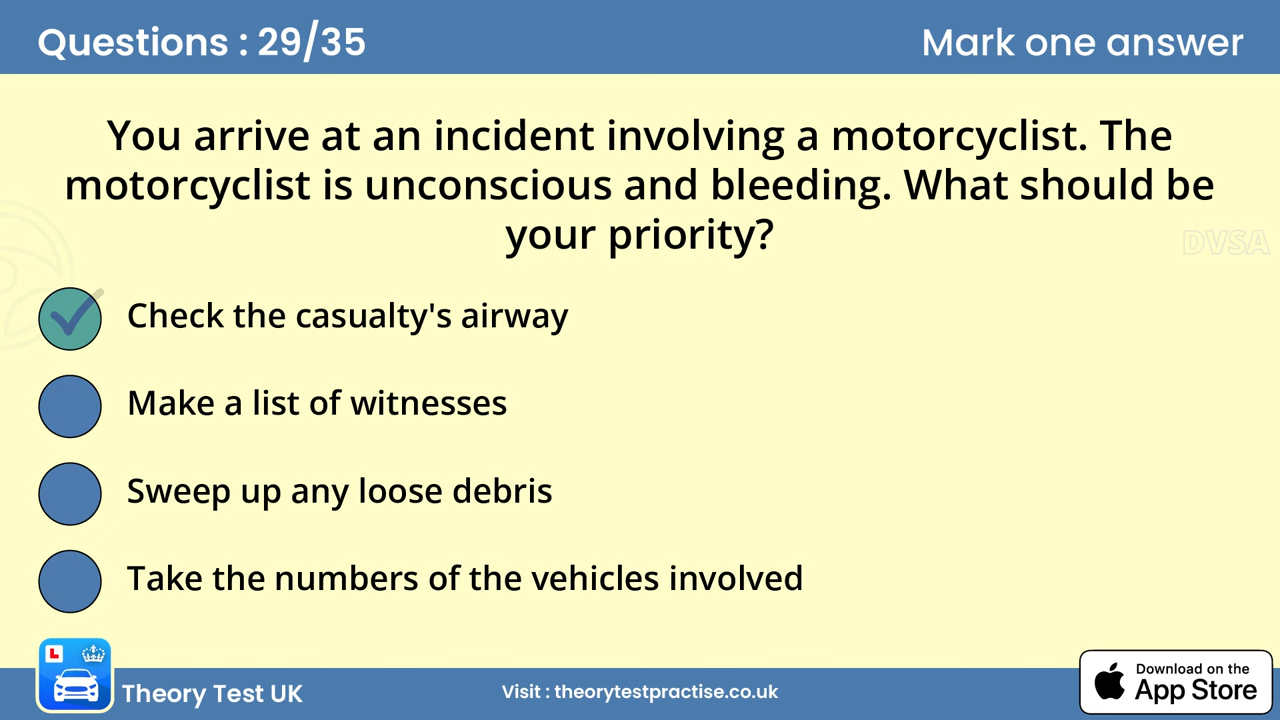 Questions : 29/35
Mark one answer
You arrive at an incident involving a motorcyclist. The
motorcyclist is unconscious and bleeding. What should be
your priority?
DVSA
Check the casualty's airway
Make a list of witnesses
Sweep up any loose debris
Take the numbers of the vehicles involved
L
Theory Test UK
Visit : theorytestpractise.co.uk
Download on the
App Store